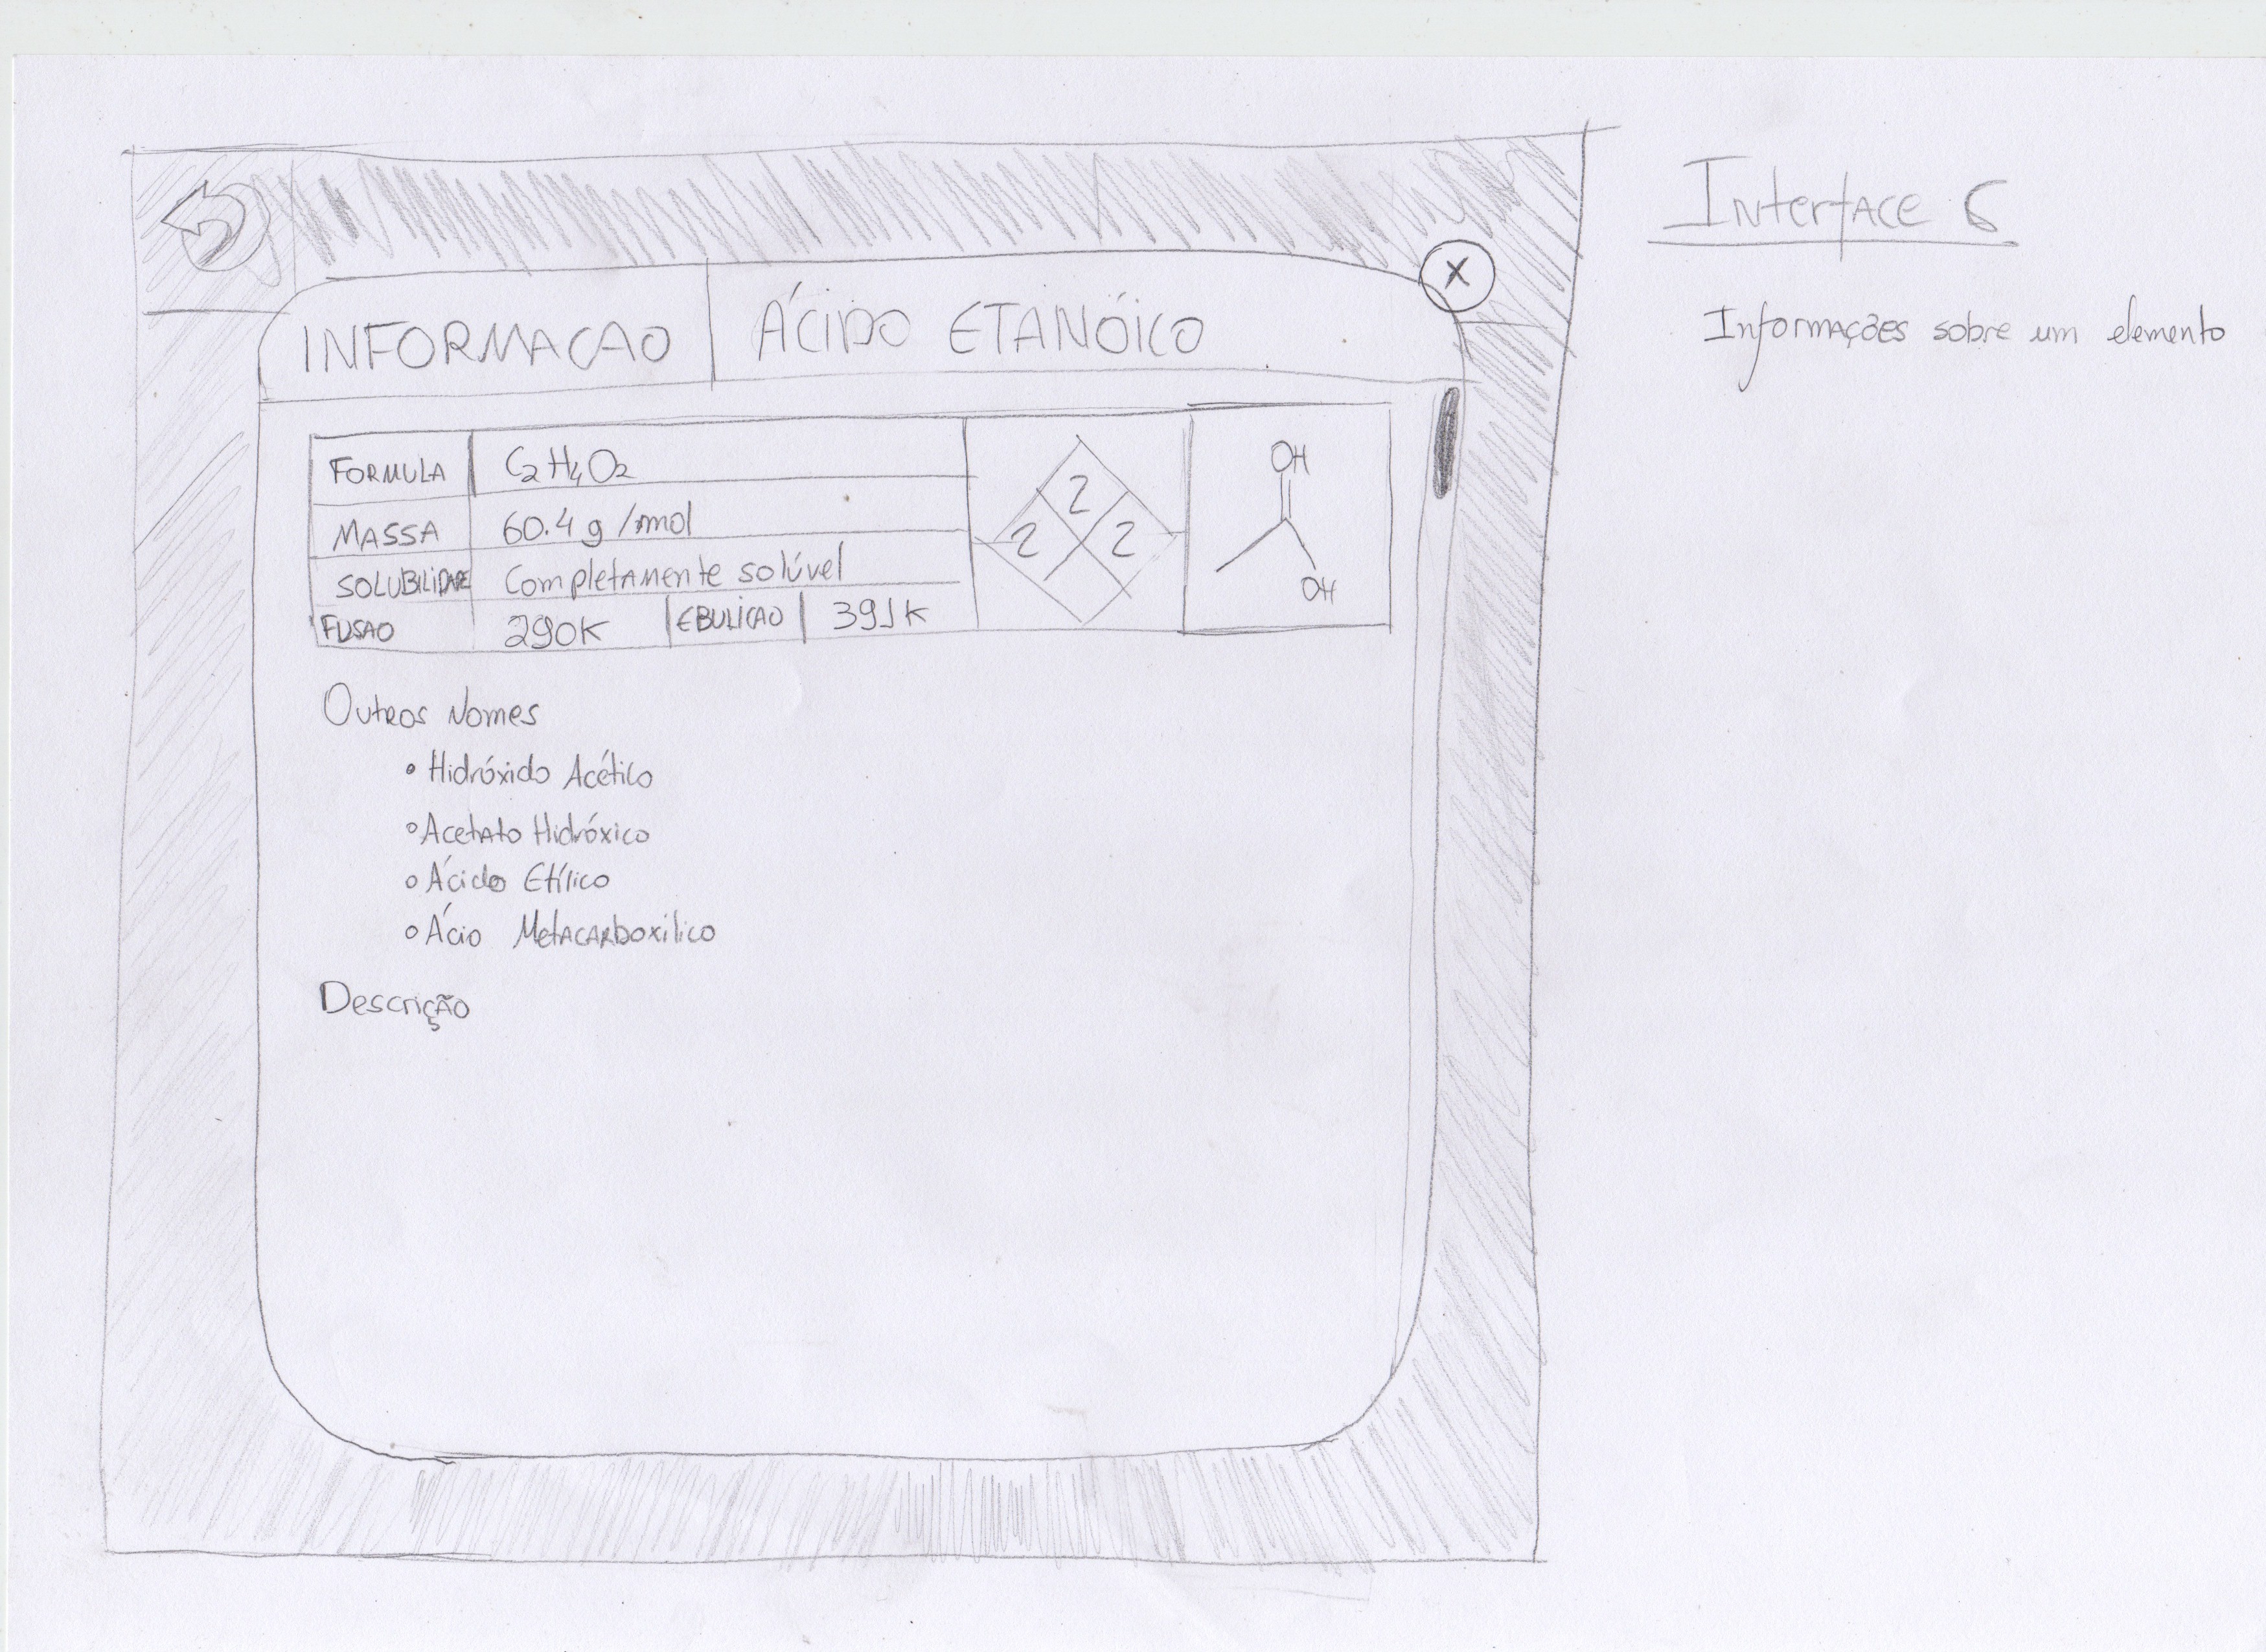 Interface 6
Informações sobre um elemento
X
INFORMACAO ÁCIDO ETANÓICO
FORMULA C2H4O2
MASSA 60.4 g/mol
SOLUBILIDADE Completamente solúvel
FUSAO 290K EBULICAO 391K
2
2 2
OH
OH
Outros Nomes
• Hidróxido Acético
• Acetato Hidróxico
• Ácido Etílico
• Ácio Metacarboxilico
Descrição